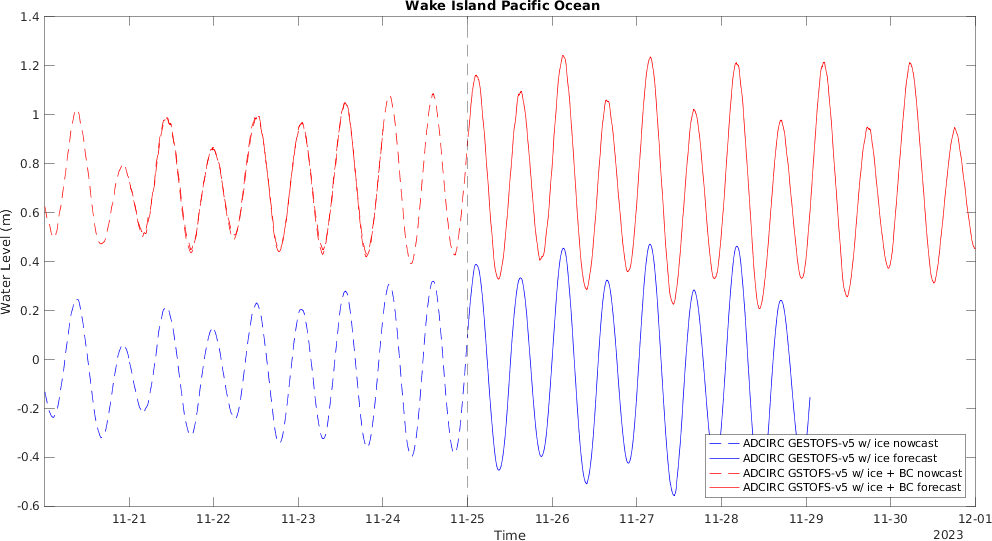 Wake Island Pacific Ocean
Water Level (m)
1.4
1.2
1
0.8
0.6
0.4
0.2
0
-0.2
-0.4
-0.6
ADCIRC GESTOFS-v5 w/ ice nowcast
ADCIRC GESTOFS-v5 w/ ice forecast
ADCIRC GSTOFS-v5 w/ ice + BC nowcast
ADCIRC GSTOFS-v5 w/ ice + BC forecast
11-21 11-22 11-23 11-24 11-25 11-26 11-27 11-28 11-29 11-30 12-01
Time
2023